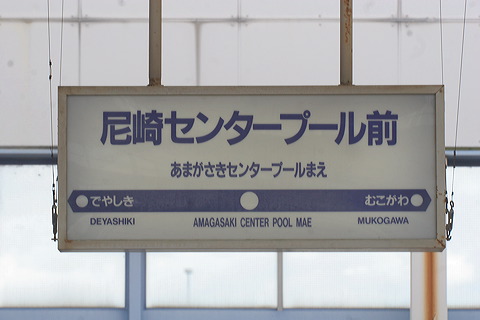 尼崎センタープール前
あまがさきセンタープールまえ
でやしき むこがわ
DEYASHIKI AMAGASAKI CENTER POOL MAE MUKOGAWA